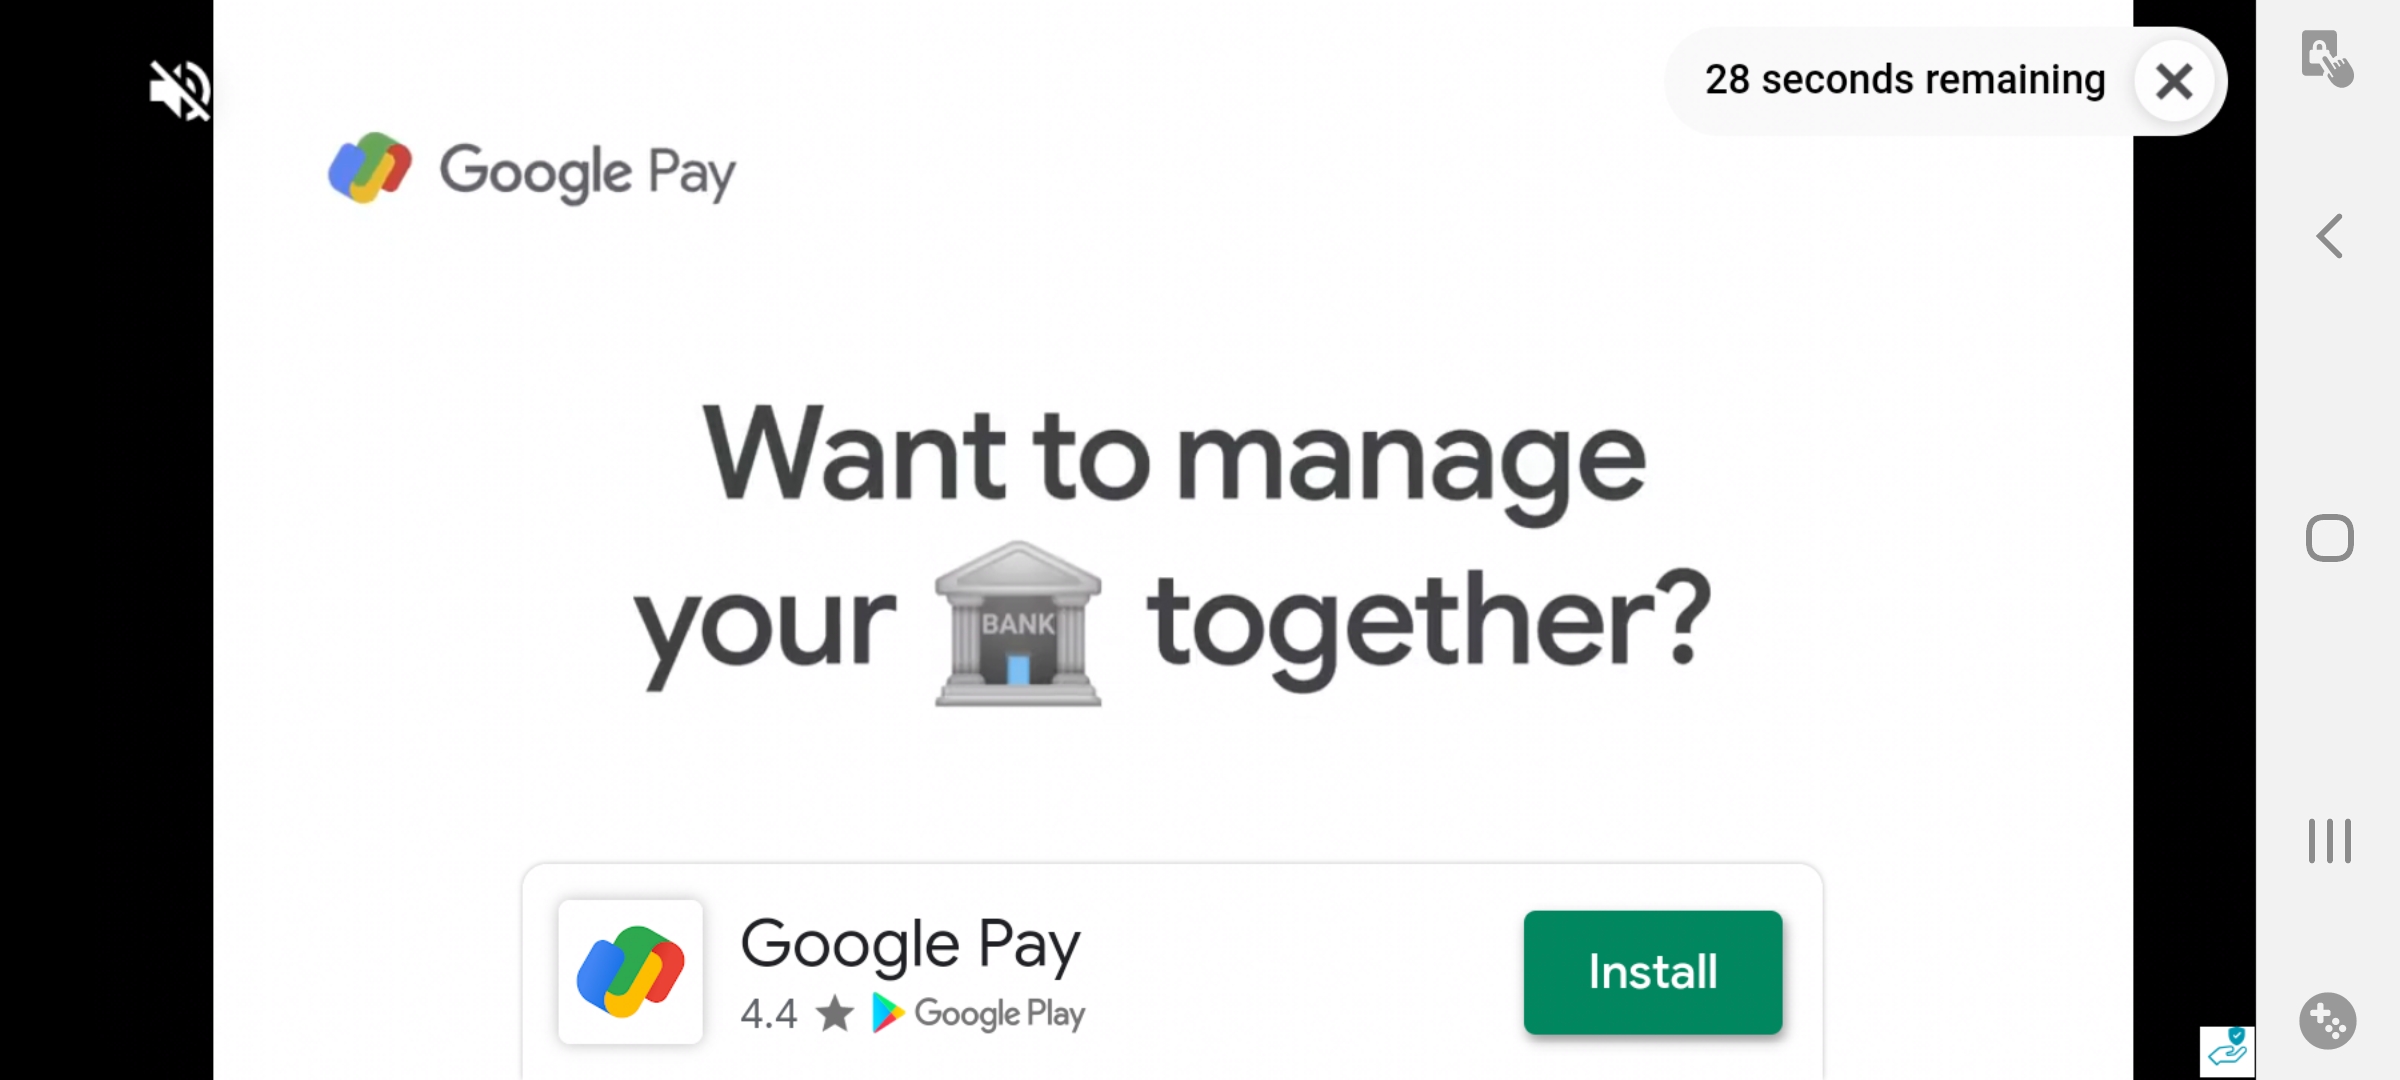 28 seconds remaining
Google Pay
Want to manage
your BANK together?
Google Pay
4.4 Google Play
Install